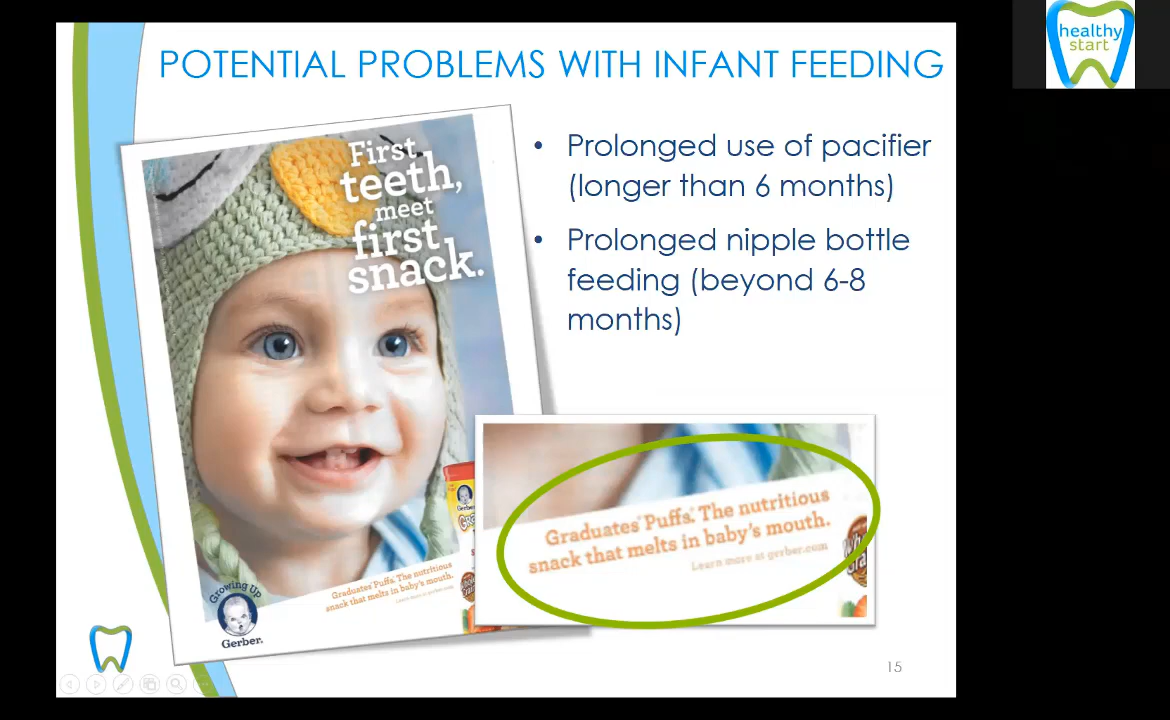 POTENTIAL PROBLEMS WITH INFANT FEEDING
healthy
start
First
teeth,
meet
first
snack.
• Prolonged use of pacifier
(longer than 6 months)
• Prolonged nipple bottle
feeding (beyond 6-8
months)
Graduates® Puffs. The nutritious
snack that melts in baby's mouth.
Learn more at gerber.com
Growing Up
Gerber.
Graduates® Puffs. The nutritious
snack that melts in baby's mouth.
Learn more at gerber.com
15